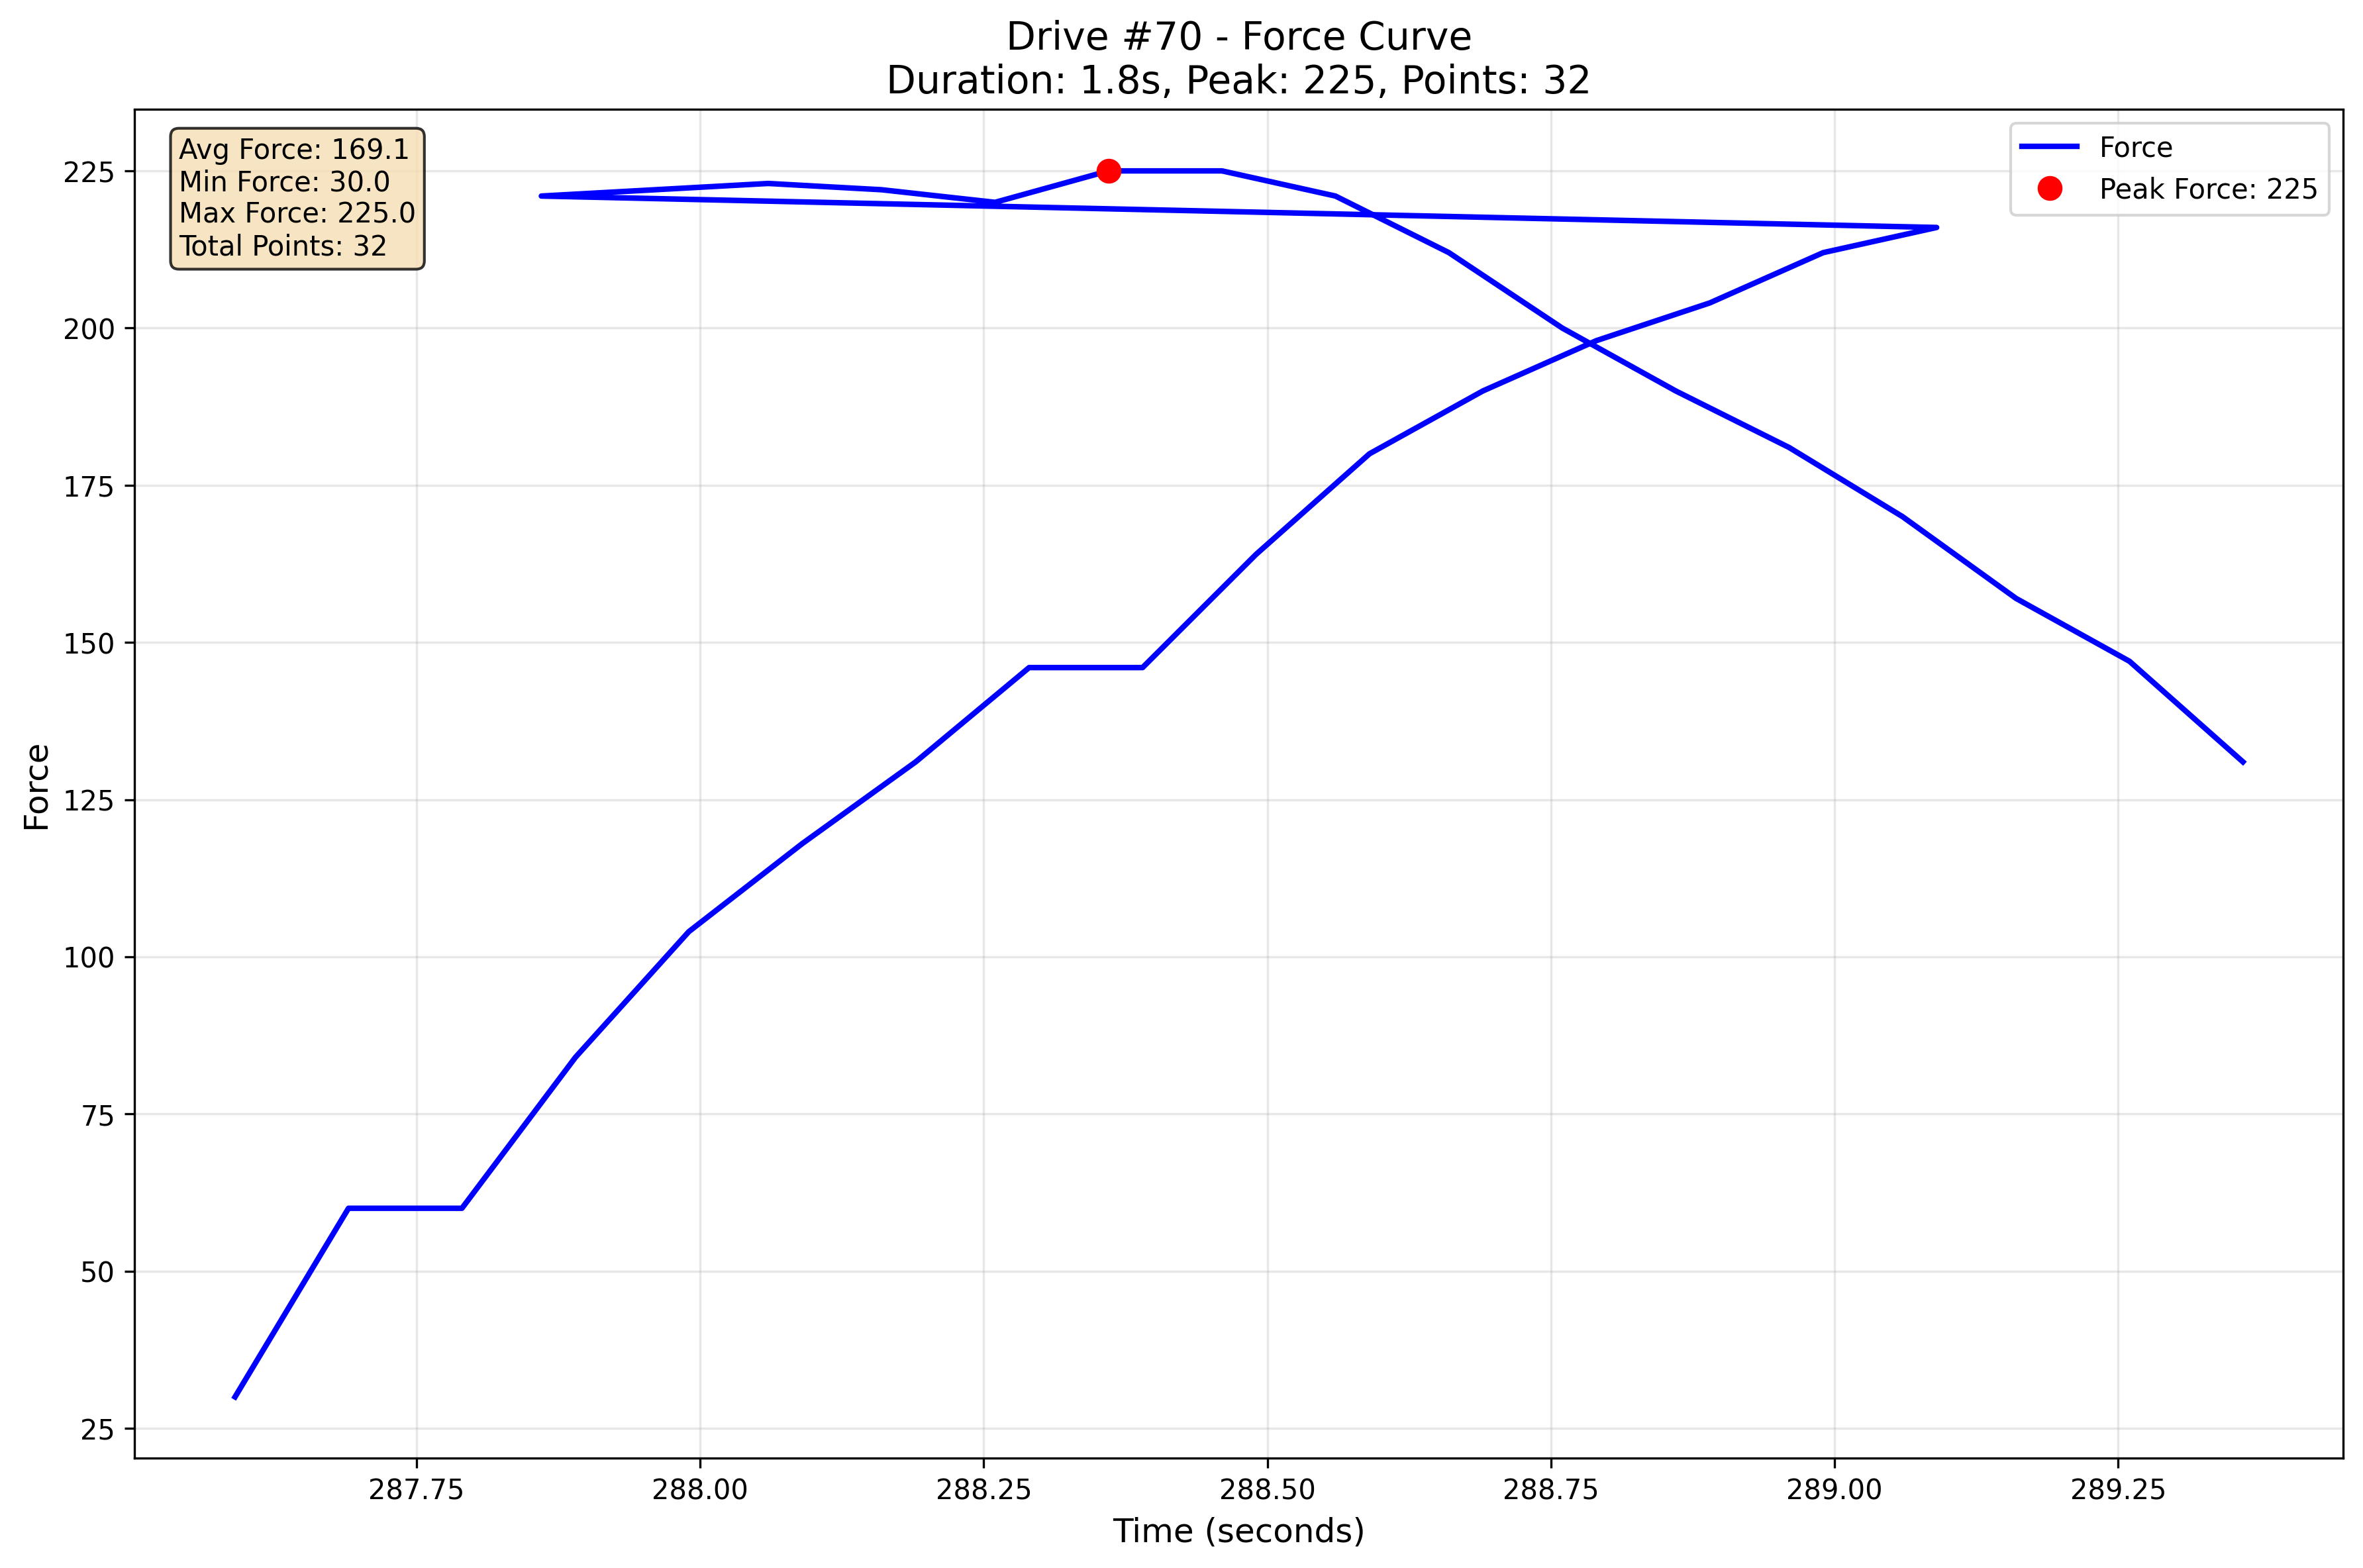 Drive #70 - Force Curve
Duration: 1.8s, Peak: 225, Points: 32
Avg Force: 169.1
Min Force: 30.0
Max Force: 225.0
Total Points: 32
Force
Peak Force: 225
225
200
175
150
125
100
75
50
25
Force
287.75 288.00 288.25 288.50 288.75 289.00 289.25
Time (seconds)